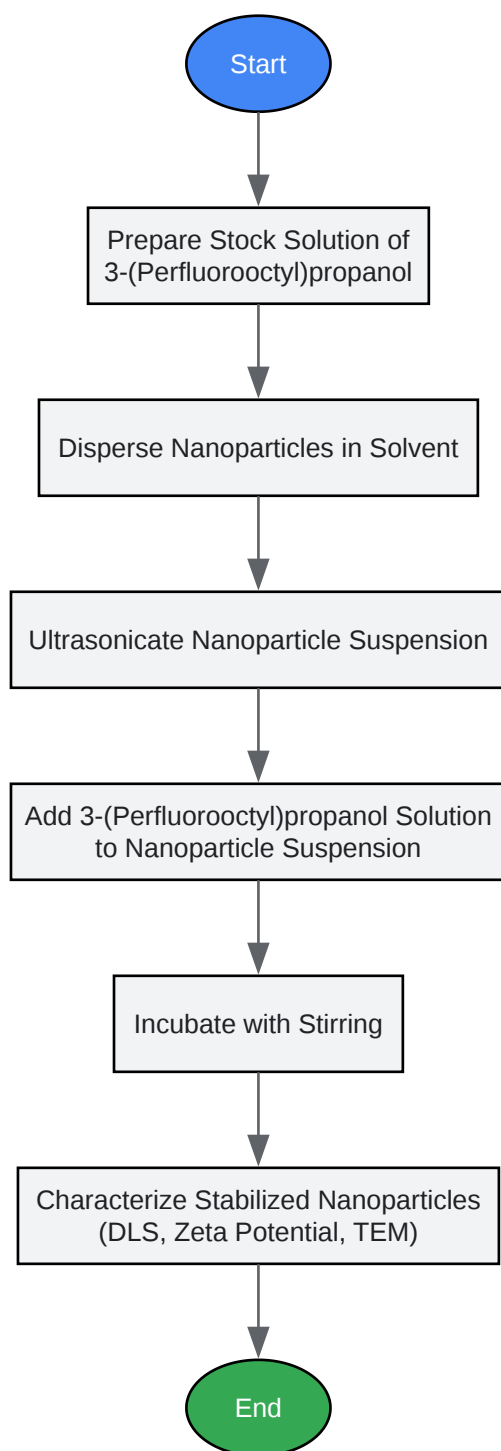 Start
Prepare Stock Solution of
3-(Perfluorooctyl)propanol
Disperse Nanoparticles in Solvent
Ultrasonicate Nanoparticle Suspension
Add 3-(Perfluorooctyl)propanol Solution
to Nanoparticle Suspension
Incubate with Stirring
Characterize Stabilized Nanoparticles
(DLS, Zeta Potential, TEM)
End